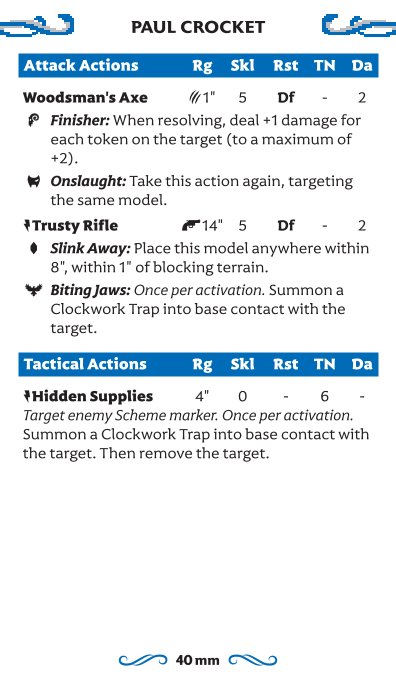 PAUL CROCKET
Attack Actions Rg Skl Rst TN Da
Woodsman's Axe 1" 5 Df - 2
Finisher: When resolving, deal +1 damage for
each token on the target (to a maximum of
+2).
Onslaught: Take this action again, targeting
the same model.
Trusty Rifle 14" 5 Df - 2
Slink Away: Place this model anywhere within
8", within 1" of blocking terrain.
Biting Jaws: Once per activation. Summon a
Clockwork Trap into base contact with the
target.
Tactical Actions Rg Skl Rst TN Da
Hidden Supplies 4" 0 - 6 -
Target enemy Scheme marker. Once per activation.
Summon a Clockwork Trap into base contact with
the target. Then remove the target.
40 mm